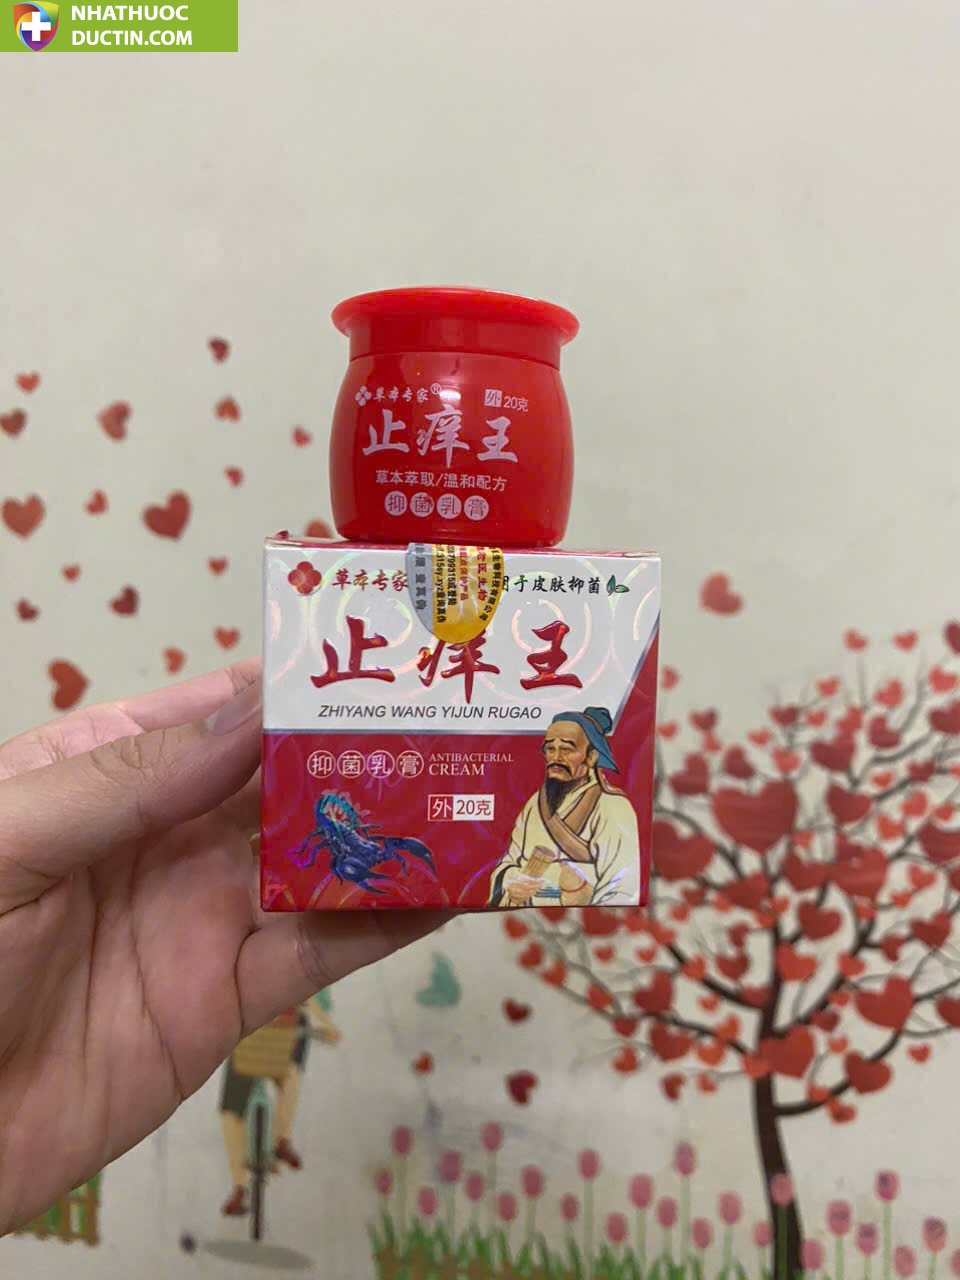 NHATHUOC
DUCTIN.COM
草本专家®
外20克
止痒王
草本萃取/温和配方
抑菌乳膏
草本专家
用于皮肤抑菌
止痒王
ZHIYANG WANG YIJUN RUGAO
抑菌乳膏
ANTIBACTERIAL
CREAM
外20克